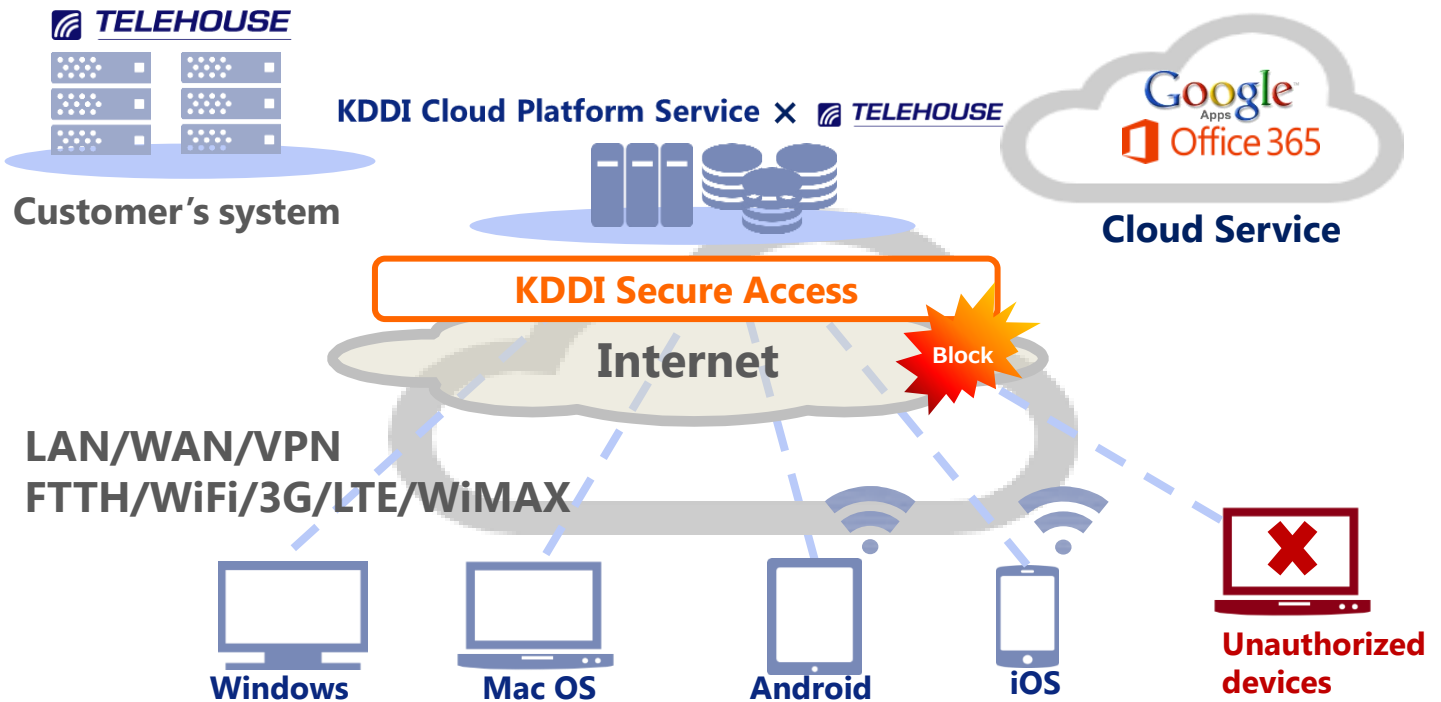 TELEHOUSE
KDDI Cloud Platform Service × TELEHOUSE
Google
Apps
Office 365
Customer's system
Cloud Service
KDDI Secure Access
Internet
Block
LAN/WAN/VPN
FTTH/WiFi/3G/LTE/WiMAX
Windows
Mac OS
Android
iOS
Unauthorized
devices